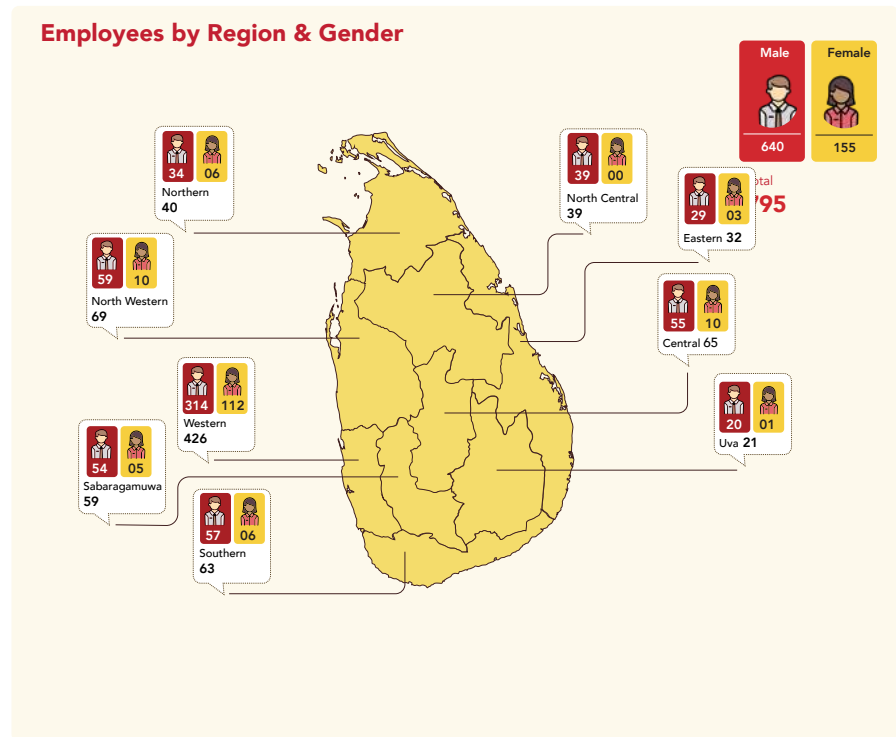 Employees by Region & Gender
Male Female
640 155
795
34 06
Northern
40
39 00
North Central
39
29 03
Eastern 32
59 10
North Western
69
55 10
Central 65
314 112
Western
426
20 01
Uva 21
54 05
Sabaragamuwa
59
57 06
Southern
63